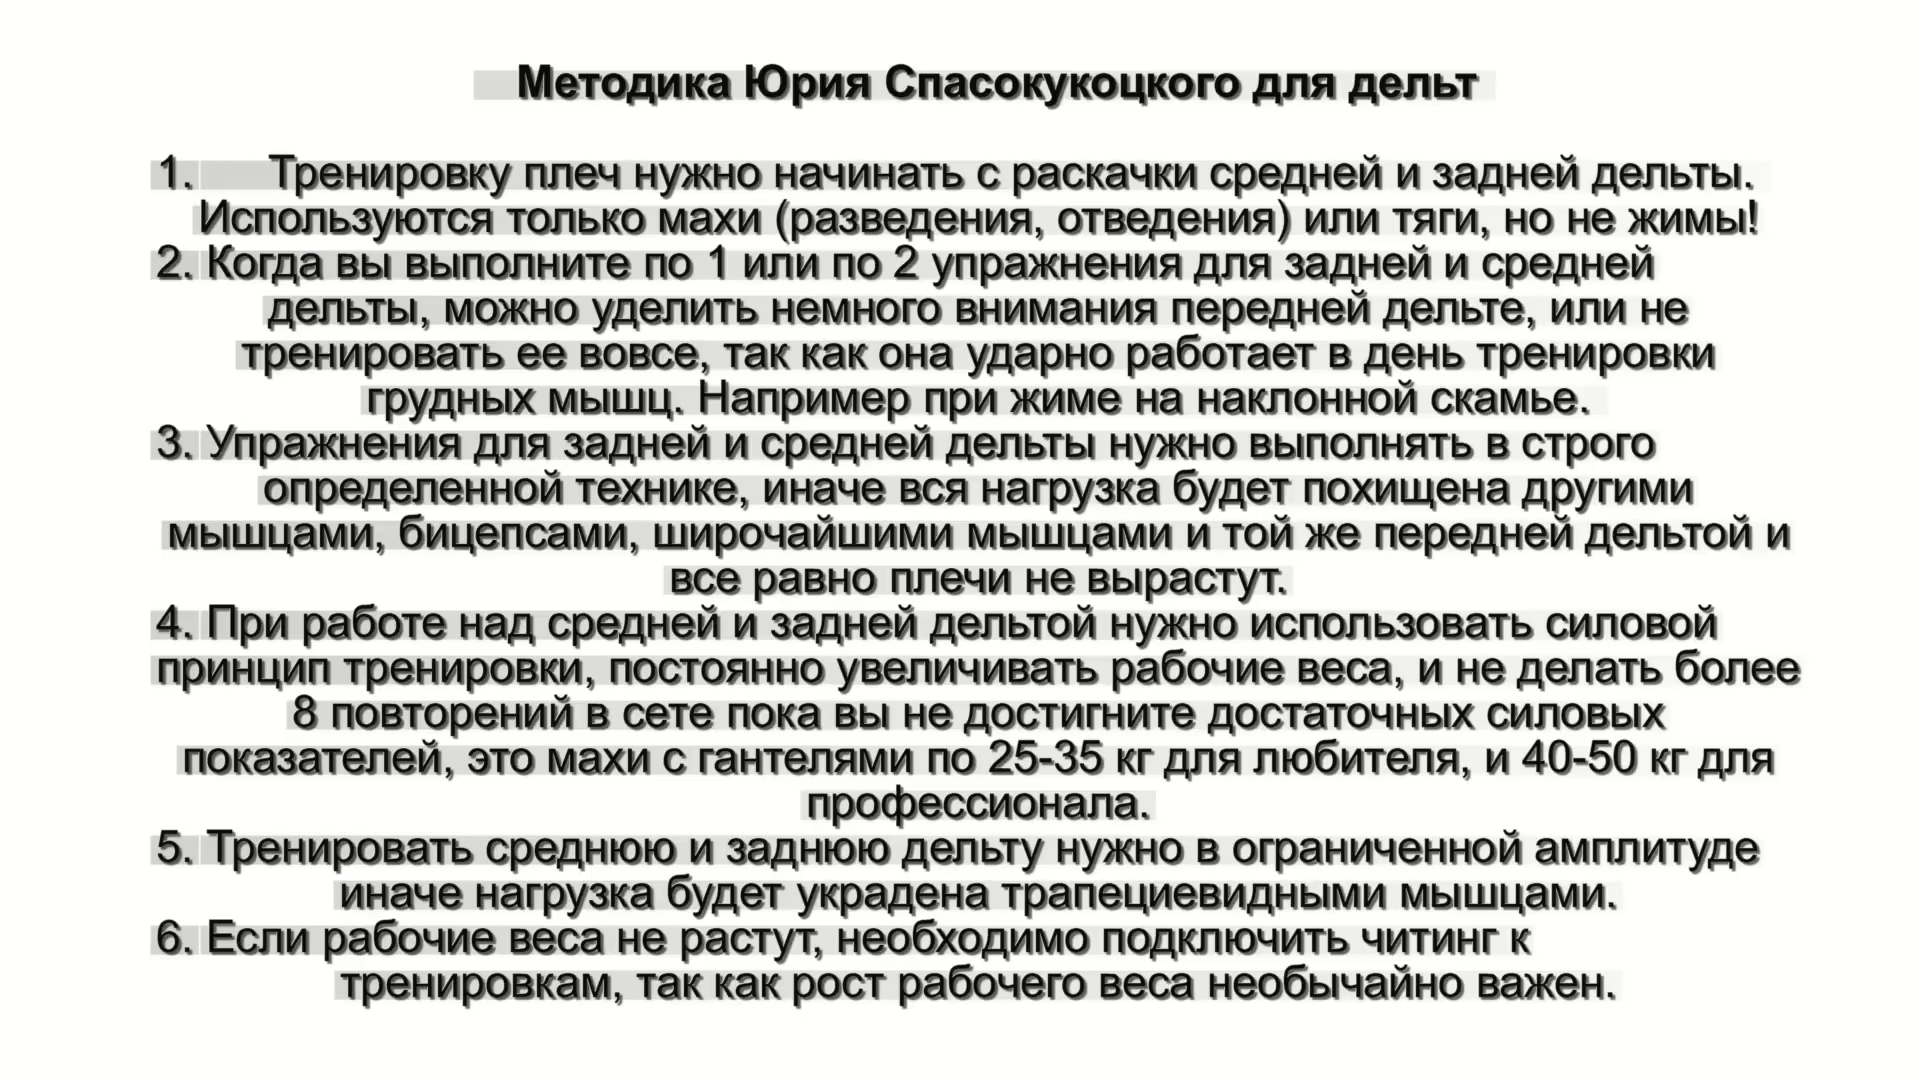 Методика Юрия Спасокукоцкого для дельт
1. Тренировку плеч нужно начинать с раскачки средней и задней дельты.
Используются только махи (разведения, отведения) или тяги, но не жимы!
2. Когда вы выполните по 1 или по 2 упражнения для задней и средней
дельты, можно уделить немного внимания передней дельте, или не
тренировать ее вовсе, так как она ударно работает в день тренировки
грудных мышц. Например при жиме на наклонной скамье.
3. Упражнения для задней и средней дельты нужно выполнять в строго
определенной технике, иначе вся нагрузка будет похищена другими
мышцами, бицепсами, широчайшими мышцами и той же передней дельтой и
все равно плечи не вырастут.
4. При работе над средней и задней дельтой нужно использовать силовой
принцип тренировки, постоянно увеличивать рабочие веса, и не делать более
8 повторений в сете пока вы не достигните достаточных силовых
показателей, это махи с гантелями по 25-35 кг для любителя, и 40-50 кг для
профессионала.
5. Тренировать среднюю и заднюю дельту нужно в ограниченной амплитуде
иначе нагрузка будет украдена трапециевидными мышцами.
6. Если рабочие веса не растут, необходимо подключить читинг к
тренировкам, так как рост рабочего веса необычайно важен.